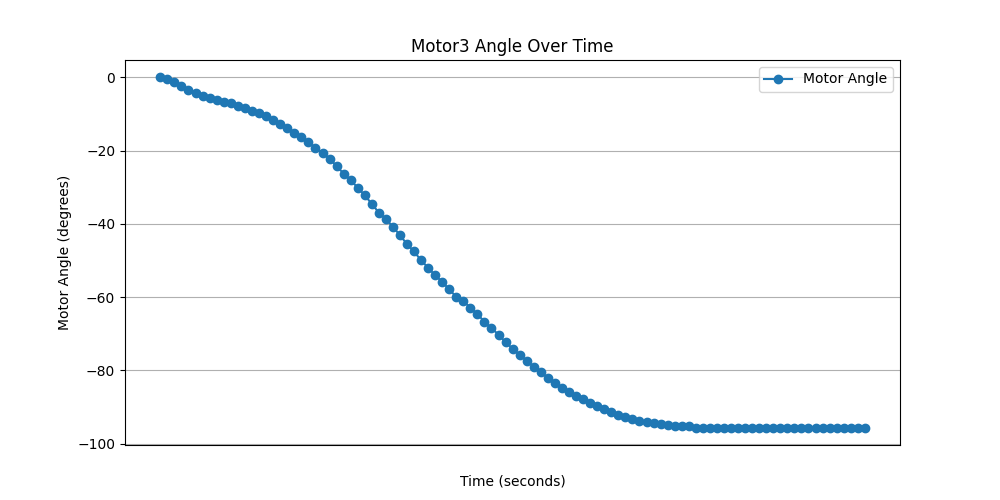 Motor3 Angle Over Time
Motor Angle
0
−20
−40
−60
−80
−100
Motor Angle (degrees)
Time (seconds)